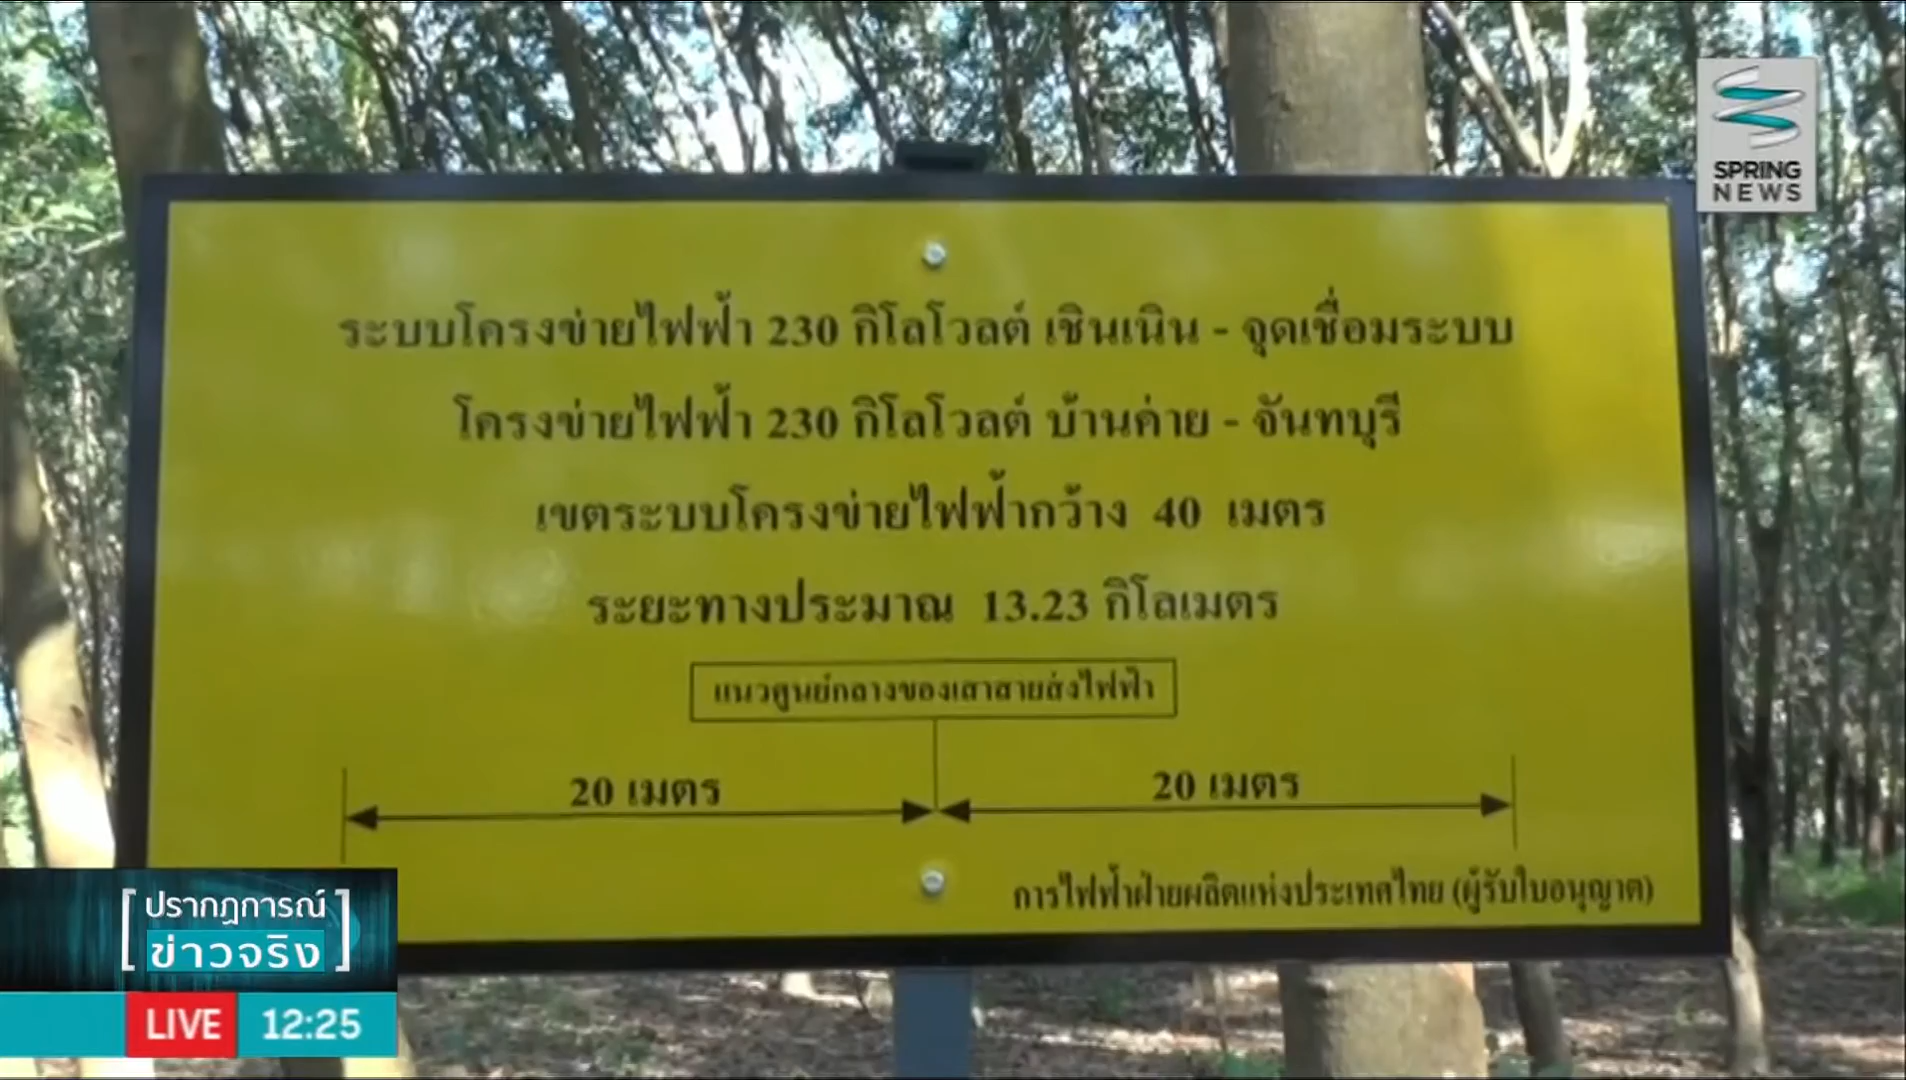 SPRING
NEWS
ระบบโครงข่ายไฟฟ้า 230 กิโลโวลต์ เชิงเนิน - จุดเชื่อมระบบ
โครงข่ายไฟฟ้า 230 กิโลโวลต์ บ้านค่าย - จันทบุรี
เขตระบบโครงข่ายไฟฟ้ากว้าง 40 เมตร
ระยะทางประมาณ 13.23 กิโลเมตร
แนวศูนย์กลางของเสาสายส่งไฟฟ้า
20 เมตร 20 เมตร
การไฟฟ้าฝ่ายผลิตแห่งประเทศไทย (ผู้รับใบอนุญาต)
[ปรากฏการณ์
ข่าวจริง]
LIVE 12:25